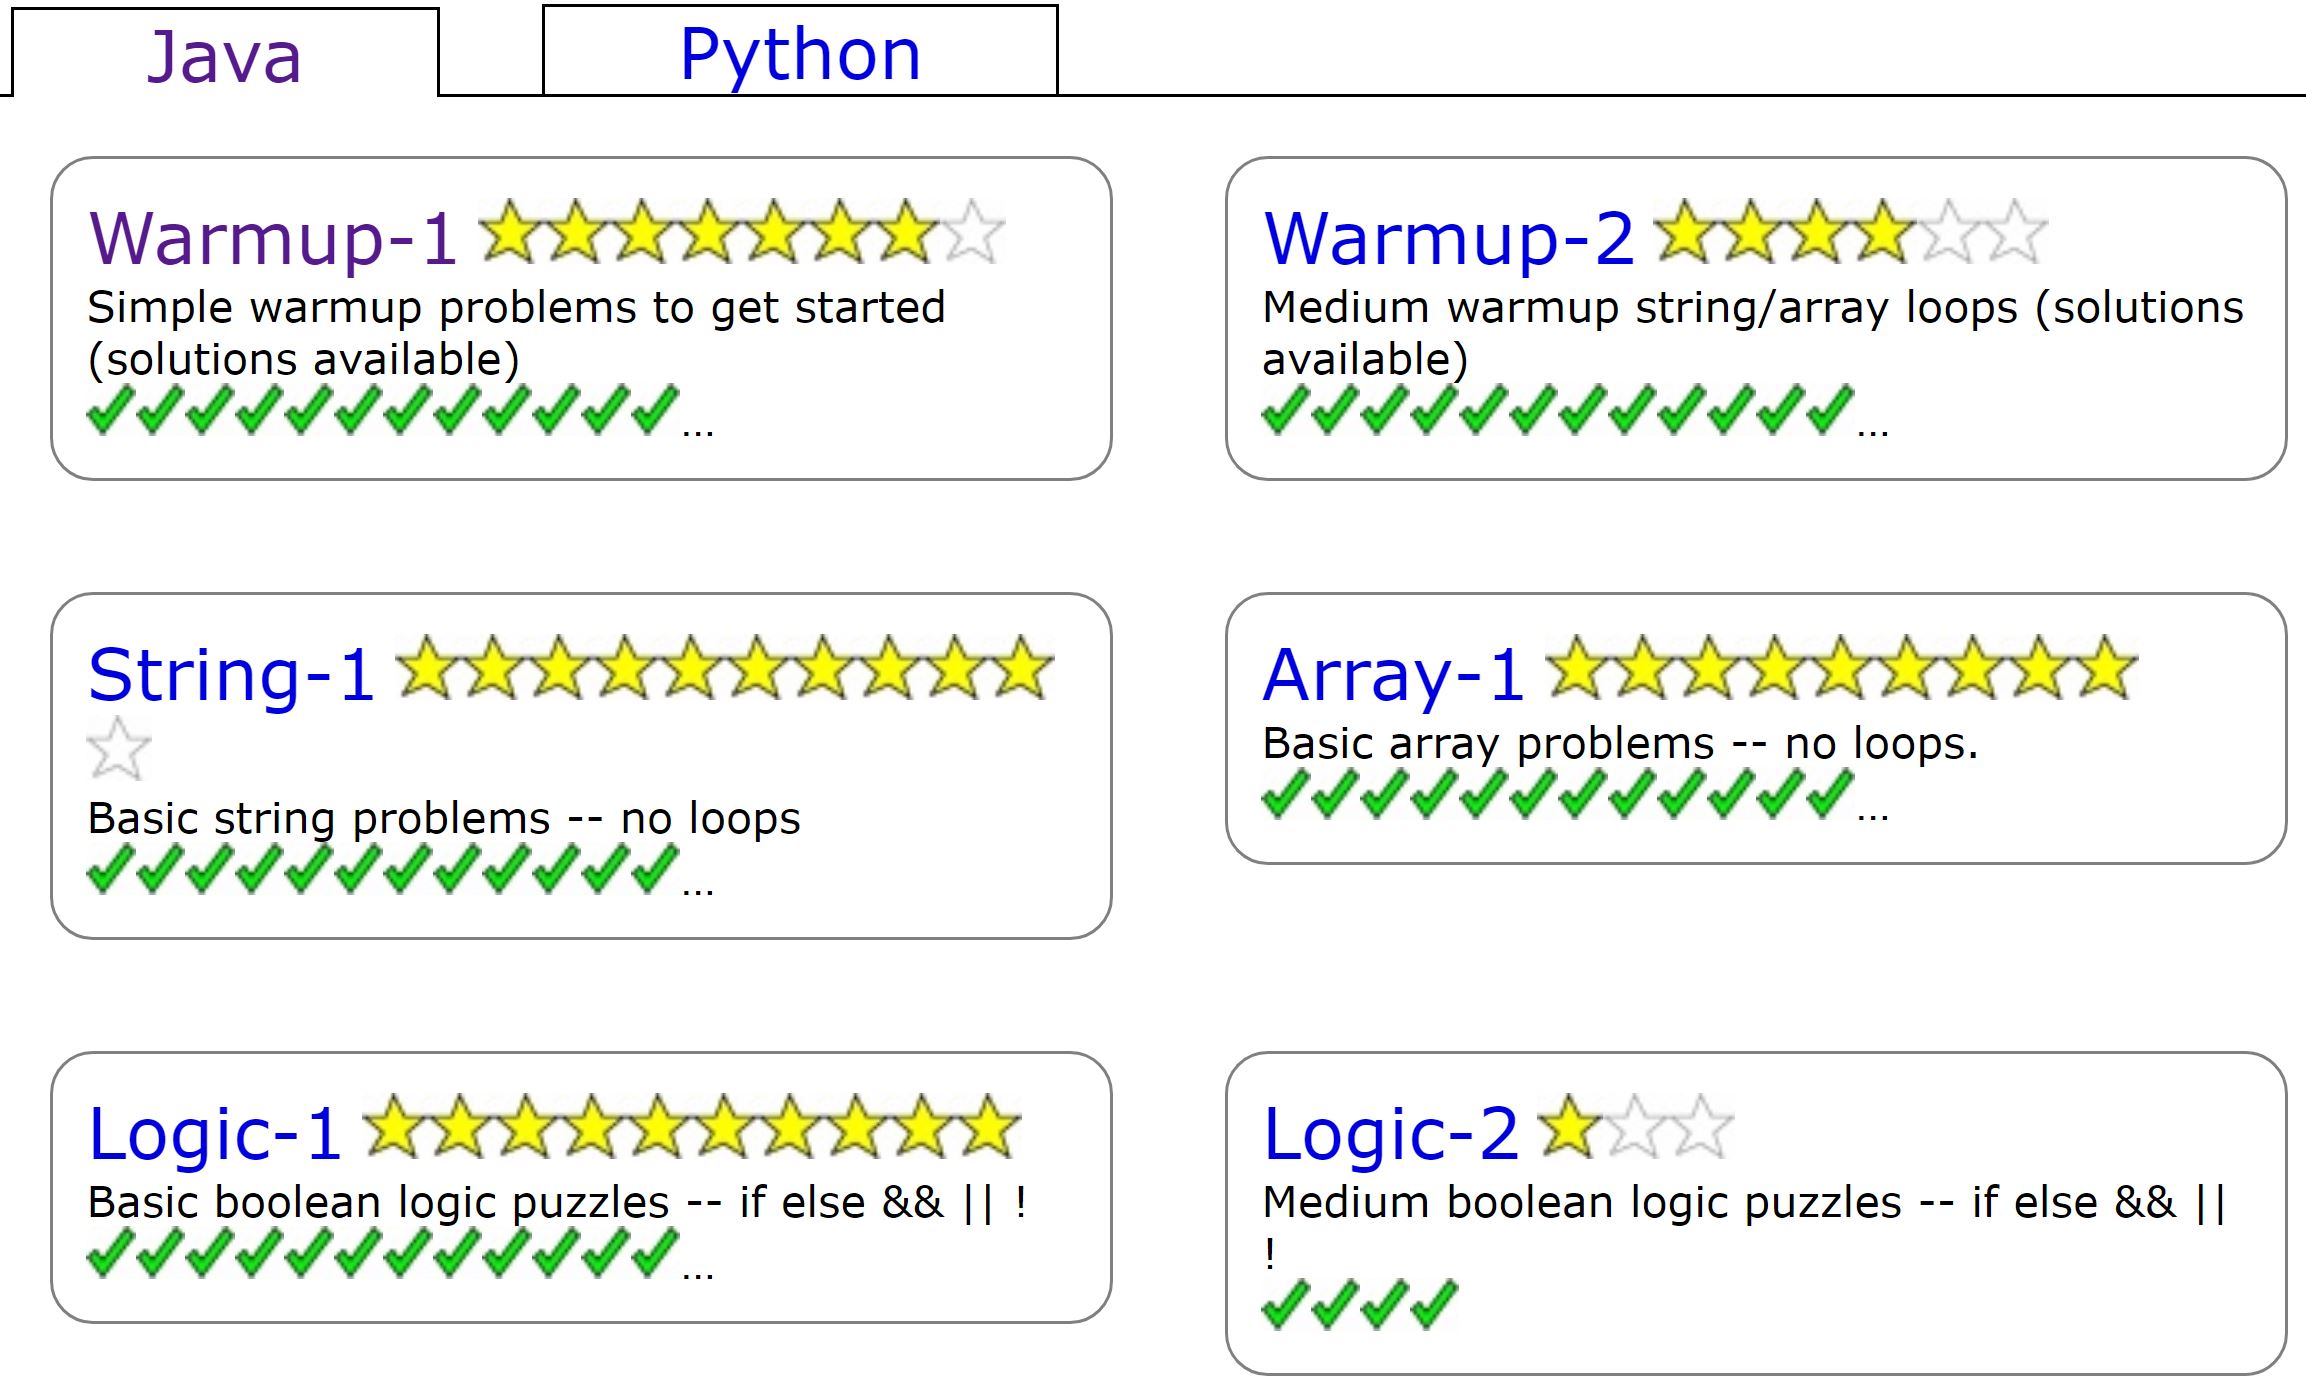 Java
Python
Warmup-1
Simple warmup problems to get started
(solutions available)
...
Warmup-2
Medium warmup string/array loops (solutions
available)
...
String-1
Basic string problems -- no loops
...
Array-1
Basic array problems -- no loops.
...
Logic-1
Basic boolean logic puzzles -- if else && || !
...
Logic-2
Medium boolean logic puzzles -- if else && ||
!